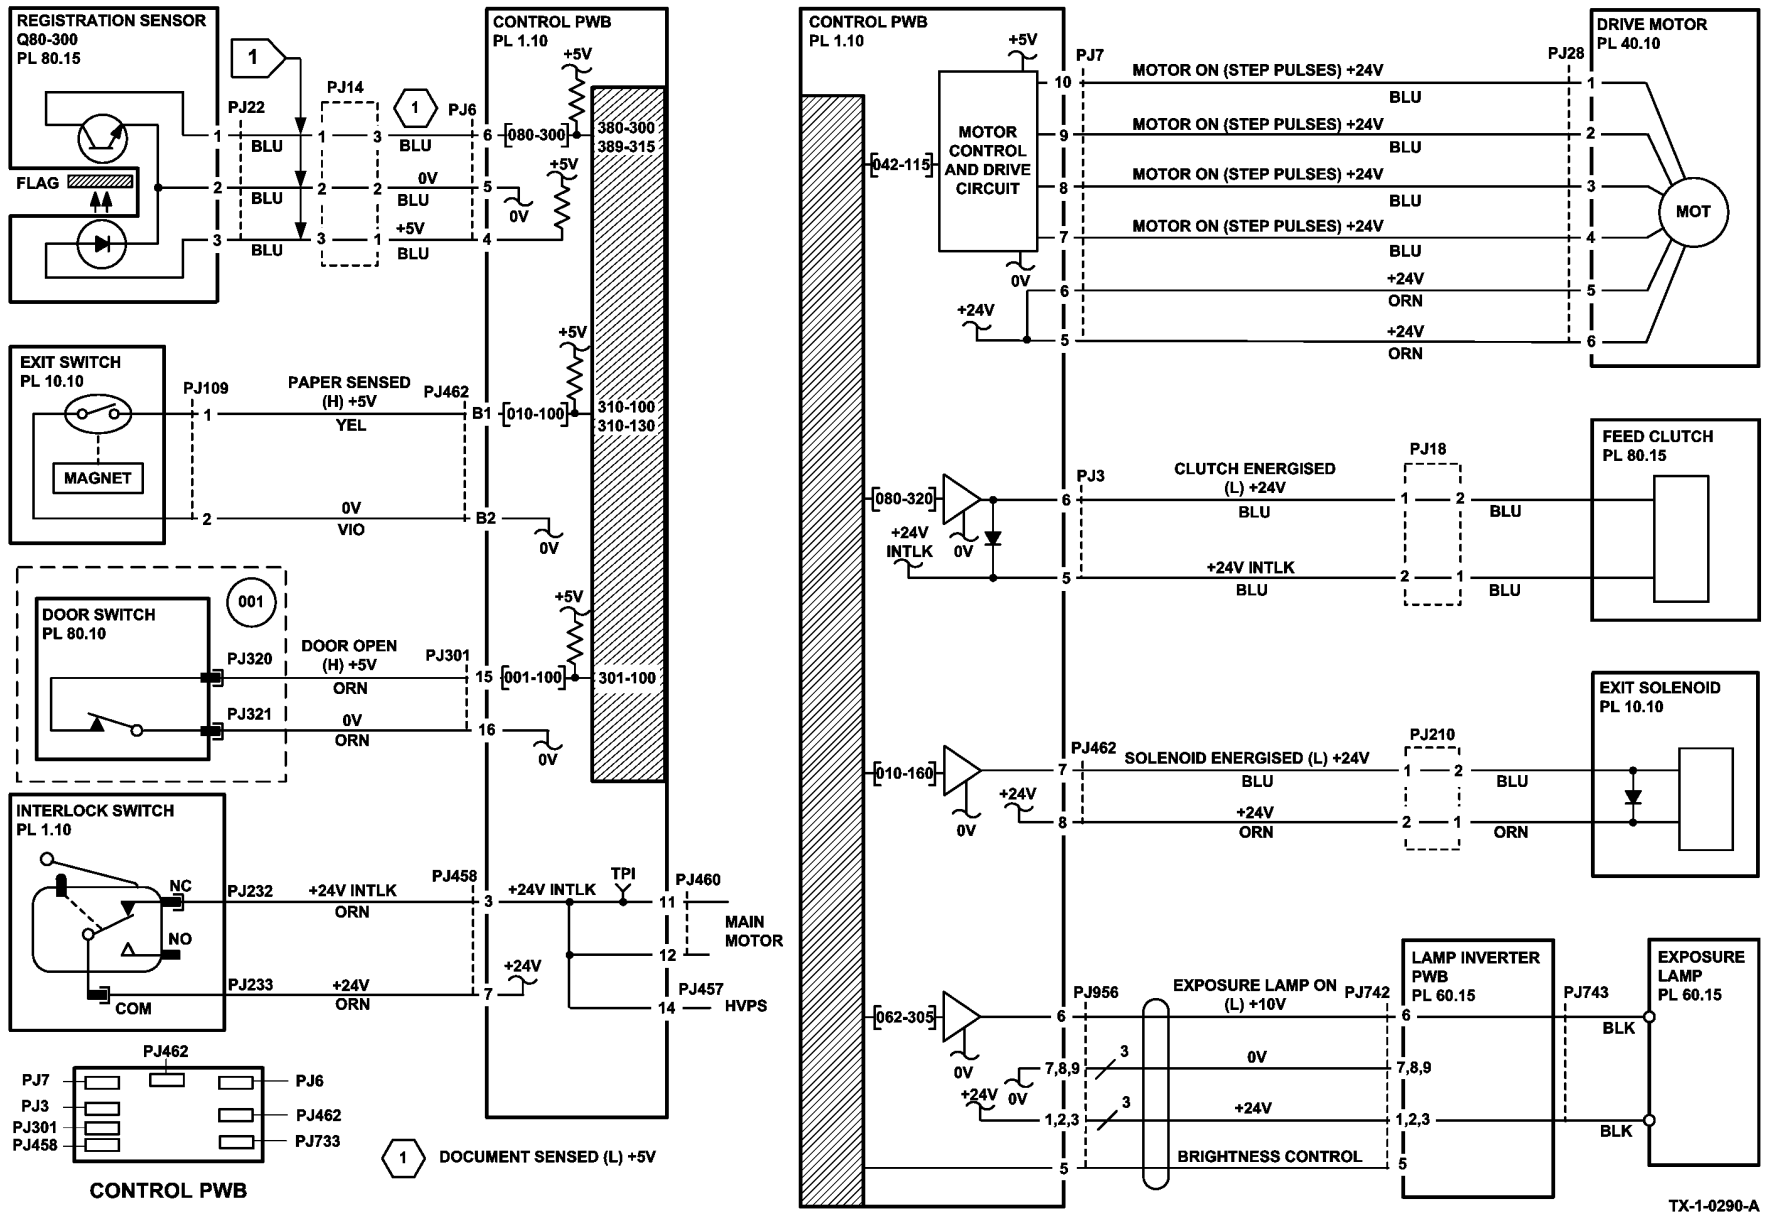 REGISTRATION SENSOR
Q80-300
PL 80.15
1
PJ22
PJ14
1
PJ6
1
BLU
1
3
BLU
6
FLAG
2
BLU
2
2
0V
BLU
5
3
BLU
3
1
+5V
BLU
4
CONTROL PWB
PL 1.10
+5V
[080-300]
380-300
389-315
+5V
0V
EXIT SWITCH
PL 10.10
MAGNET
PJ109
1
PAPER SENSED
(H) +5V
YEL
PJ462
B1
[010-100]
+5V
310-100
310-130
2
0V
VIO
B2
0V
001
DOOR SWITCH
PL 80.10
PJ320
DOOR OPEN
(H) +5V
ORN
PJ301
15
[001-100]
+5V
301-100
PJ321
0V
ORN
16
0V
INTERLOCK SWITCH
PL 1.10
NC
NO
COM
PJ232
+24V INTLK
ORN
PJ458
3
+24V INTLK
TPI
11
PJ460
MAIN
MOTOR
12
PJ233
+24V
ORN
7
+24V
14
PJ457
HVPS
PJ462
PJ7
PJ6
PJ3
PJ462
PJ301
PJ458
PJ733
CONTROL PWB
1
DOCUMENT SENSED (L) +5V
CONTROL PWB
PL 1.10
+5V
MOTOR
CONTROL
AND DRIVE
CIRCUIT
[042-115]
0V
+24V
PJ7
PJ28
DRIVE MOTOR
PL 40.10
10
MOTOR ON (STEP PULSES) +24V
BLU
1
9
MOTOR ON (STEP PULSES) +24V
BLU
2
8
MOTOR ON (STEP PULSES) +24V
BLU
3
MOT
7
MOTOR ON (STEP PULSES) +24V
BLU
4
6
+24V
ORN
5
5
+24V
ORN
6
[080-320]
0V
+24V
INTLK
PJ3
6
CLUTCH ENERGISED
(L) +24V
BLU
PJ18
1
2
BLU
FEED CLUTCH
PL 80.15
5
+24V INTLK
BLU
2
1
BLU
[010-160]
0V
+24V
PJ462
7
SOLENOID ENERGISED (L) +24V
BLU
PJ210
1
2
BLU
EXIT SOLENOID
PL 10.10
8
+24V
ORN
2
1
ORN
[062-305]
0V
PJ956
6
EXPOSURE LAMP ON
(L) +10V
PJ742
6
LAMP INVERTER
PWB
PL 60.15
PJ743
BLK
EXPOSURE
LAMP
PL 60.15
0V
7,8,9
3
0V
7,8,9
+24V
1,2,3
3
+24V
1,2,3
BLK
5
BRIGHTNESS CONTROL
5
TX-1-0290-A